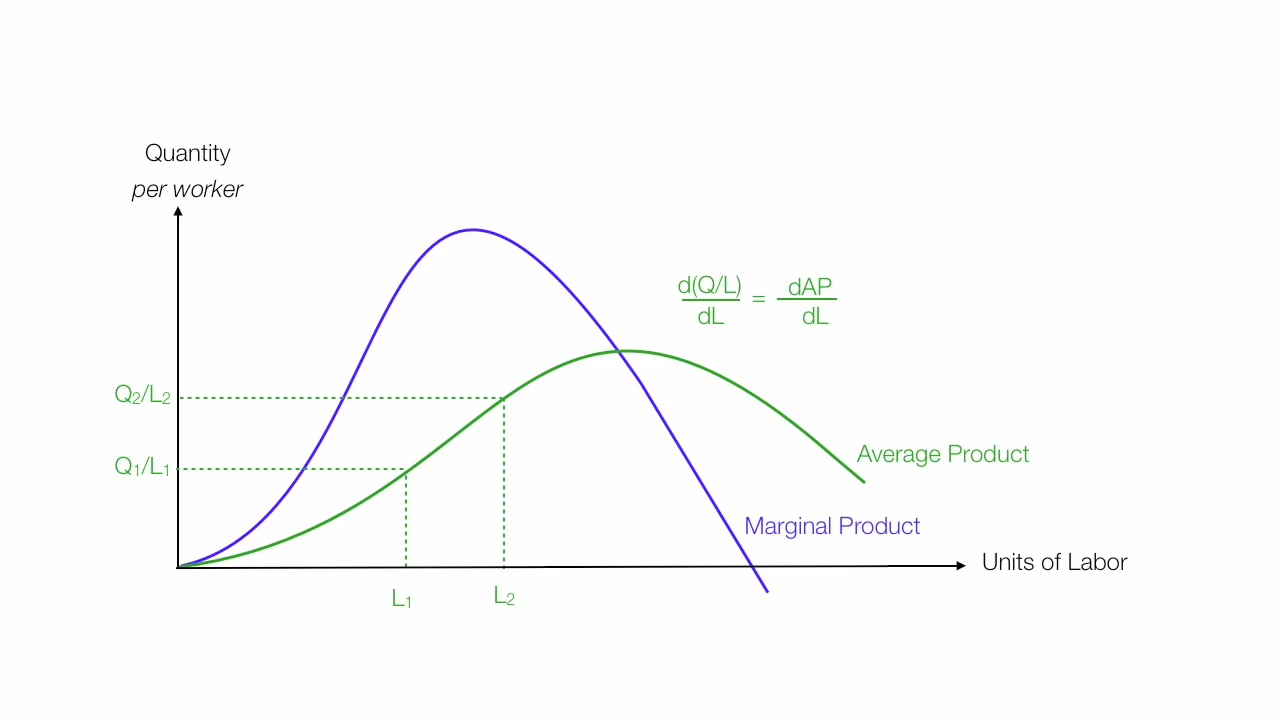 Quantity
per worker
d(Q/L)
dL
=
dAP
dL
Q₂/L₂
Q₁/L₁
Average Product
Marginal Product
Units of Labor
L₁
L₂